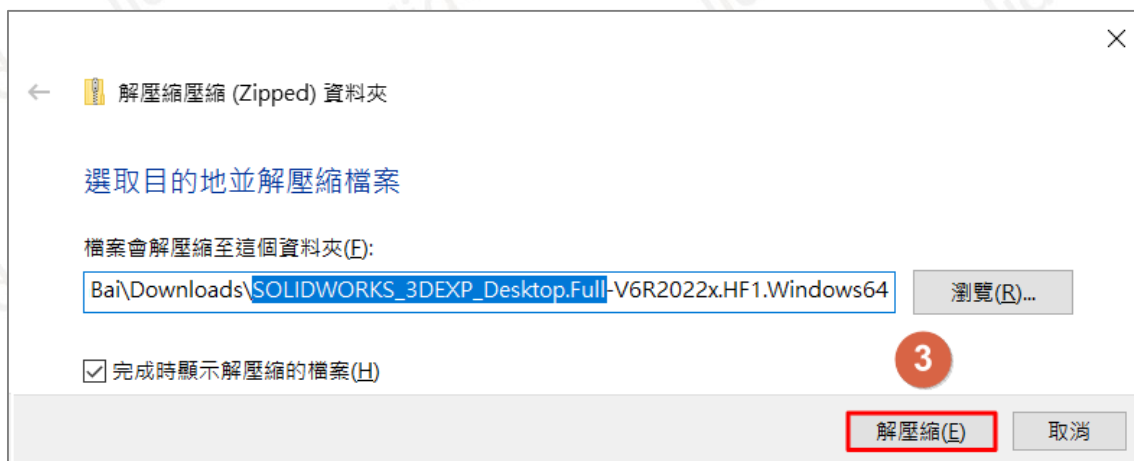 解壓縮壓縮 (Zipped) 資料夾
選取目的地並解壓縮檔案
檔案會解壓縮至這個資料夾(F):
Bai\Downloads\SOLIDWORKS_3DEXP_Desktop.Full-V6R2022x.HF1.Windows64
瀏覽(R)...
完成時顯示解壓縮的檔案(H)
3
解壓縮(E)
取消